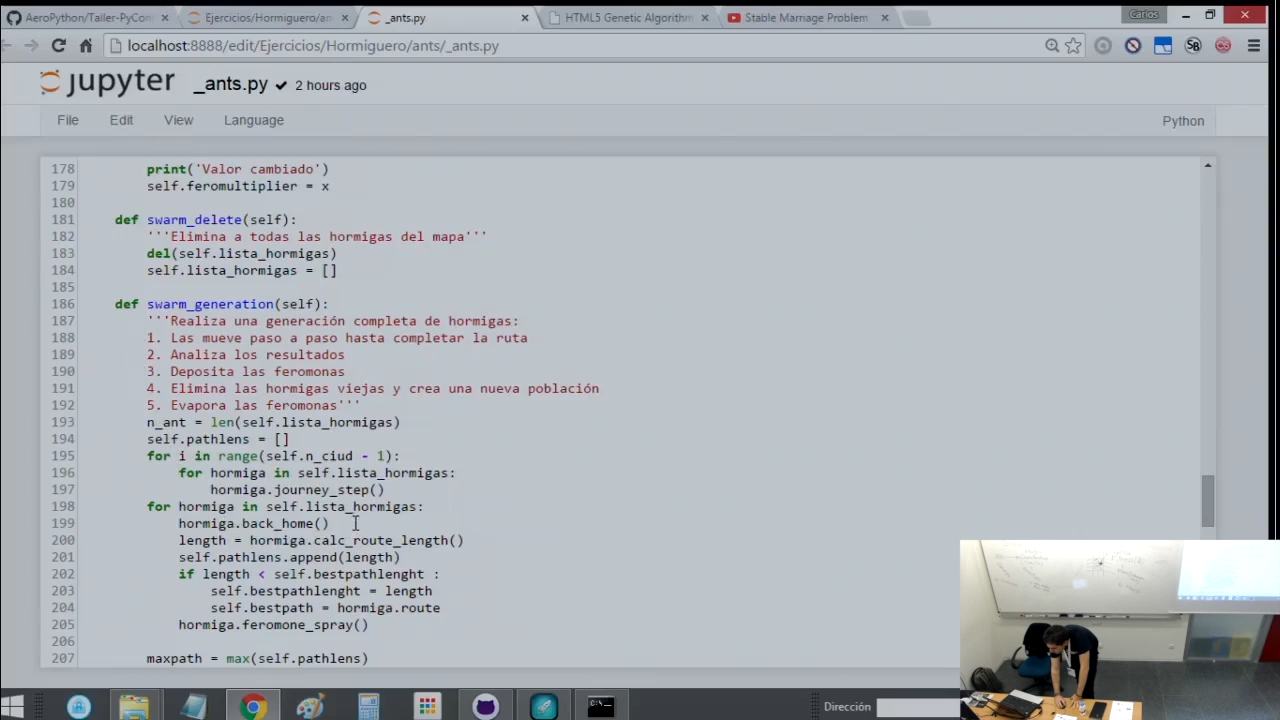 AeroPython/Taller-PyCon
Ejercicios/Hormiguero/an
_ants.py
HTML5 Genetic Algorithm
Stable Marriage Problem
Carlos
localhost:8888/edit/Ejercicios/Hormiguero/ants/_ants.py
jupyter _ants.py ✔ 2 hours ago
File Edit View Language Python
178 print('Valor cambiado')
179 self.feromultiplier = x
180
181 def swarm_delete(self):
182 '''Elimina a todas las hormigas del mapa'''
183 del(self.lista_hormigas)
184 self.lista_hormigas = []
185
186 def swarm_generation(self):
187 '''Realiza una generación completa de hormigas:
188 1. Las mueve paso a paso hasta completar la ruta
189 2. Analiza los resultados
190 3. Deposita las feromonas
191 4. Elimina las hormigas viejas y crea una nueva población
192 5. Evapora las feromonas'''
193 n_ant = len(self.lista_hormigas)
194 self.pathlens = []
195 for i in range(self.n_ciud - 1):
196 for hormiga in self.lista_hormigas:
197 hormiga.journey_step()
198 for hormiga in self.lista_hormigas:
199 hormiga.back_home()
200 length = hormiga.calc_route_length()
201 self.pathlens.append(length)
202 if length < self.bestpathlenght :
203 self.bestpathlenght = length
204 self.bestpath = hormiga.route
205 hormiga.feromone_spray()
206
207 maxpath = max(self.pathlens)
Dirección